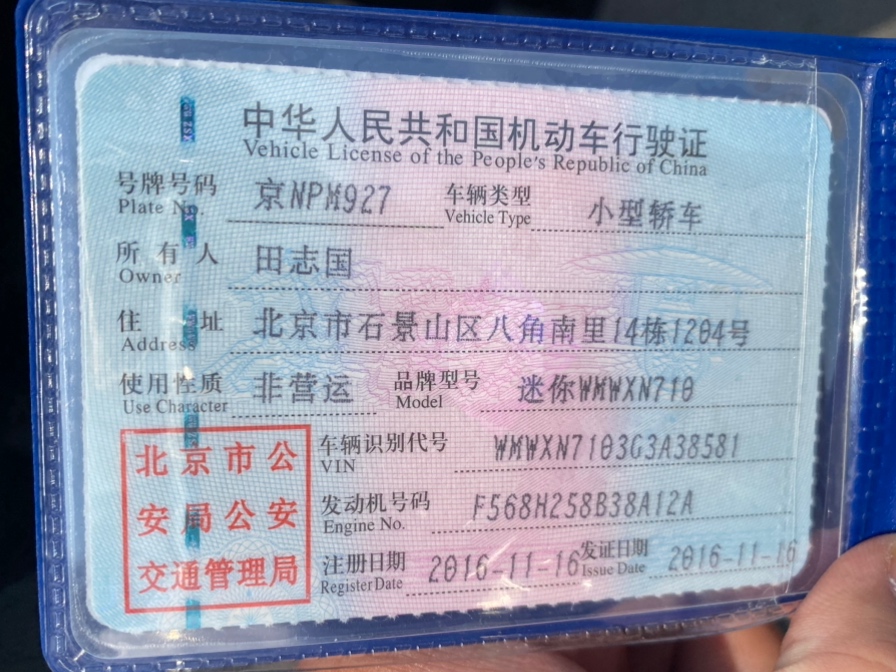 中华人民共和国机动车行驶证
Vehicle License of the People's Republic of China
号牌号码 京NPM927 车辆类型 小型轿车
Plate No. Vehicle Type
所有人 田志国
Owner
住址 北京市石景山区八角南里14栋1204号
Address
使用性质 非营运 品牌型号 迷你WMWXN710
Use Character Model
车辆识别代号 WMWXN7103G3A38581
VIN
发动机号码 F568H258B38A12A
Engine No.
注册日期 2016-11-16 发证日期 2016-11-16
Register Date Issue Date
北京市公
安局公安
交通管理局